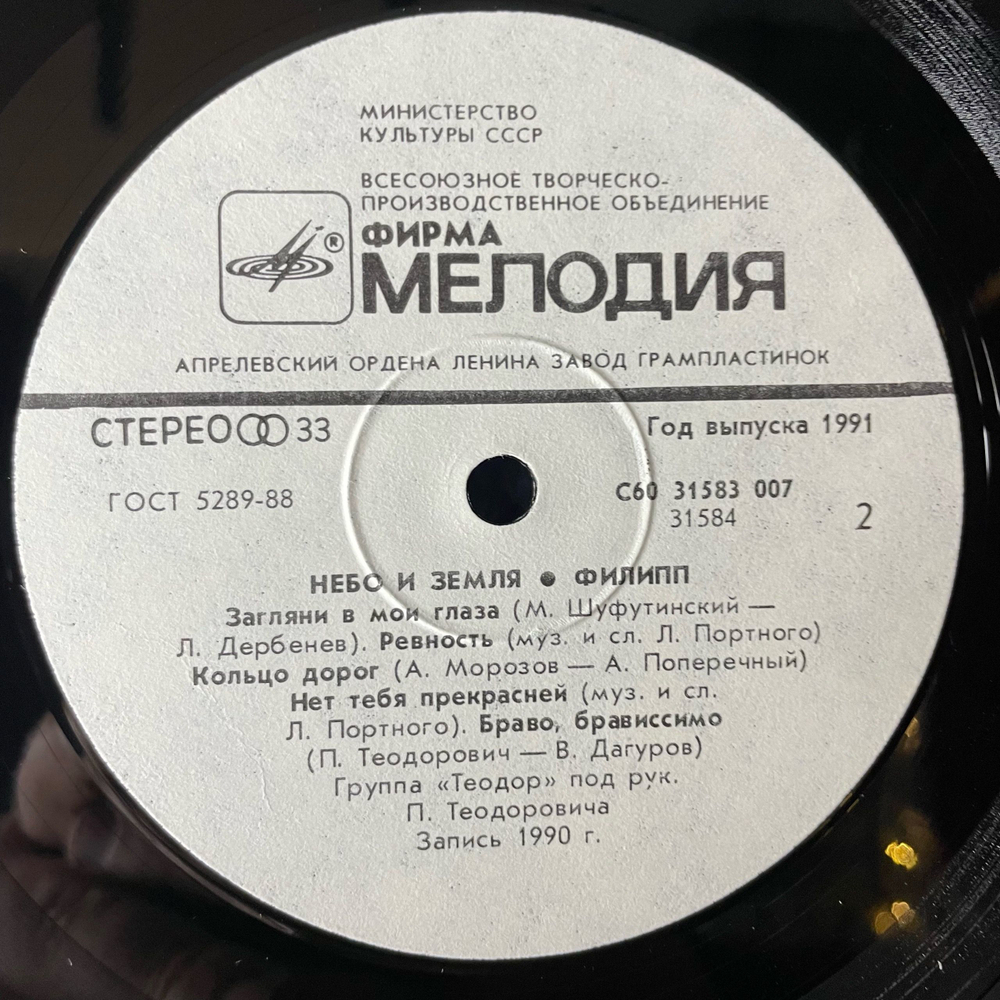 МИНИСТЕРСТВО
КУЛЬТУРЫ СССР
ВСЕСОЮЗНОЕ ТВОРЧЕСКО-
ПРОИЗВОДСТВЕННОЕ ОБЪЕДИНЕНИЕ
ФИРМА
®
МЕЛОДИЯ
АПРЕЛЕВСКИЙ ОРДЕНА ЛЕНИНА ЗАВОД ГРАМПЛАСТИНОК
СТЕРЕО 33
Год выпуска 1991
ГОСТ 5289-88
С60 31583 007
31584
2
НЕБО И ЗЕМЛЯ ● ФИЛИПП
Загляни в мои глаза (М. Шуфутинский —
Л. Дербенев). Ревность (муз. и сл. Л. Портного)
Кольцо дорог (А. Морозов — А. Поперечный)
Нет тебя прекрасней (муз. и сл.
Л. Портного). Браво, брависсимо
(П. Теодорович — В. Дагуров)
Группа «Теодор» под рук.
П. Теодоровича
Запись 1990 г.